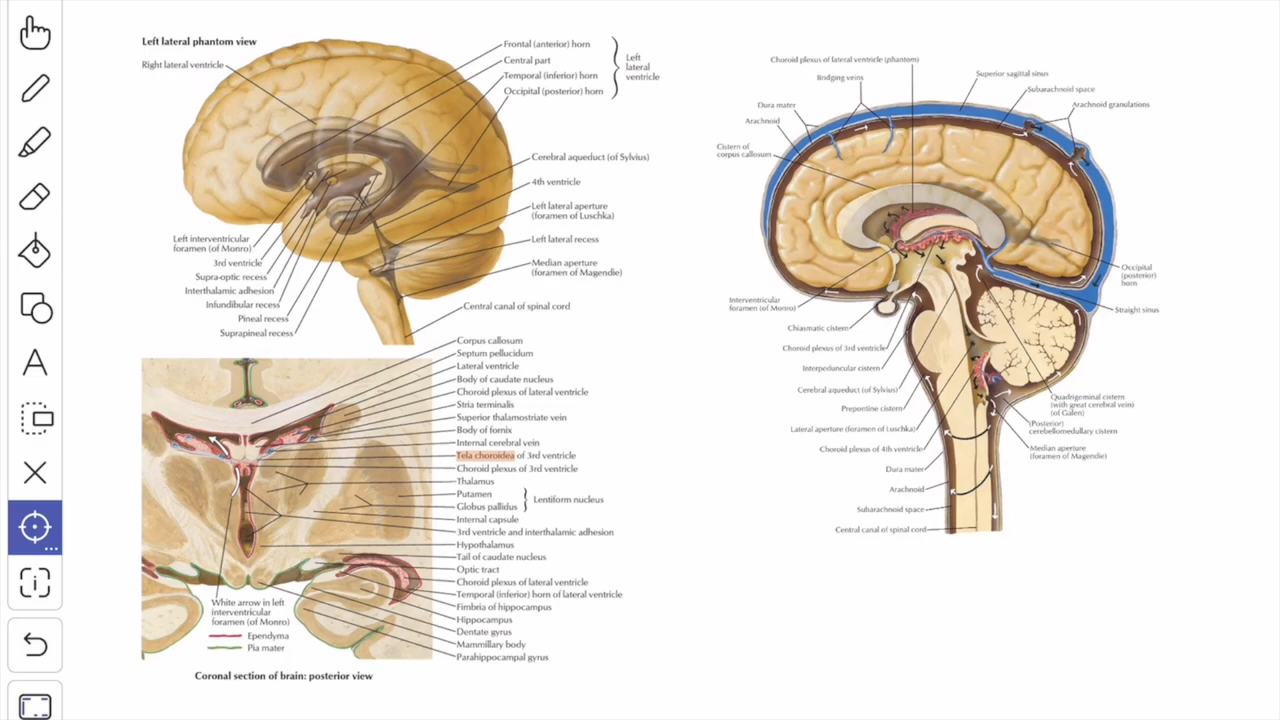 Left lateral phantom view
Right lateral ventricle
Frontal (anterior) horn
Central part
Temporal (inferior) horn
Occipital (posterior) horn
Left
lateral
ventricle
Cerebral aqueduct (of Sylvius)
4th ventricle
Left lateral aperture
(foramen of Luschka)
Left lateral recess
Median aperture
(foramen of Magendie)
Central canal of spinal cord
Left interventricular
foramen (of Monro)
3rd ventricle
Supra-optic recess
Interthalamic adhesion
Infundibular recess
Pineal recess
Suprapineal recess
Corpus callosum
Septum pellucidum
Lateral ventricle
Body of caudate nucleus
Choroid plexus of lateral ventricle
Stria terminalis
Superior thalamostriate vein
Body of fornix
Internal cerebral vein
Tela choroidea of 3rd ventricle
Choroid plexus of 3rd ventricle
Thalamus
Putamen
Globus pallidus
Lentiform nucleus
Internal capsule
3rd ventricle and interthalamic adhesion
Hypothalamus
Tail of caudate nucleus
Optic tract
Choroid plexus of lateral ventricle
Temporal (inferior) horn of lateral ventricle
Fimbria of hippocampus
Hippocampus
Dentate gyrus
Mammillary body
Parahippocampal gyrus
White arrow in left
interventricular
foramen (of Monro)
Ependyma
Pia mater
Coronal section of brain: posterior view
Choroid plexus of lateral ventricle (phantom)
Bridging veins
Dura mater
Arachnoid
Cistern of
corpus callosum
Superior sagittal sinus
Subarachnoid space
Arachnoid granulations
Interventricular
foramen (of Monro)
Chiasmatic cistern
Choroid plexus of 3rd ventricle
Interpeduncular cistern
Cerebral aqueduct (of Sylvius)
Prepontine cistern
Lateral aperture (foramen of Luschka)
Choroid plexus of 4th ventricle
Dura mater
Arachnoid
Subarachnoid space
Central canal of spinal cord
Occipital
(posterior)
horn
Straight sinus
Quadrigeminal cistern
(with great cerebral vein)
(of Galen)
(Posterior)
cerebellomedullary cistern
Median aperture
(foramen of Magendie)
A